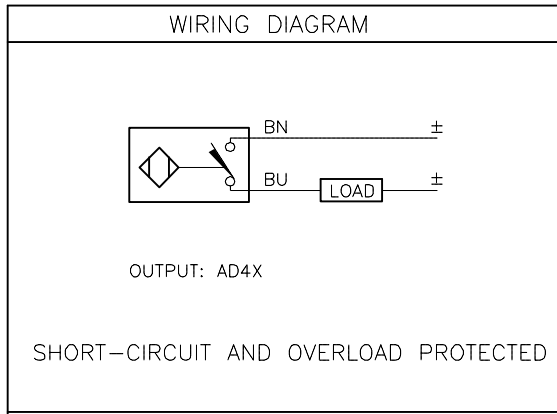 WIRING DIAGRAM
BN ±
BU LOAD ±
OUTPUT: AD4X
SHORT-CIRCUIT AND OVERLOAD PROTECTED